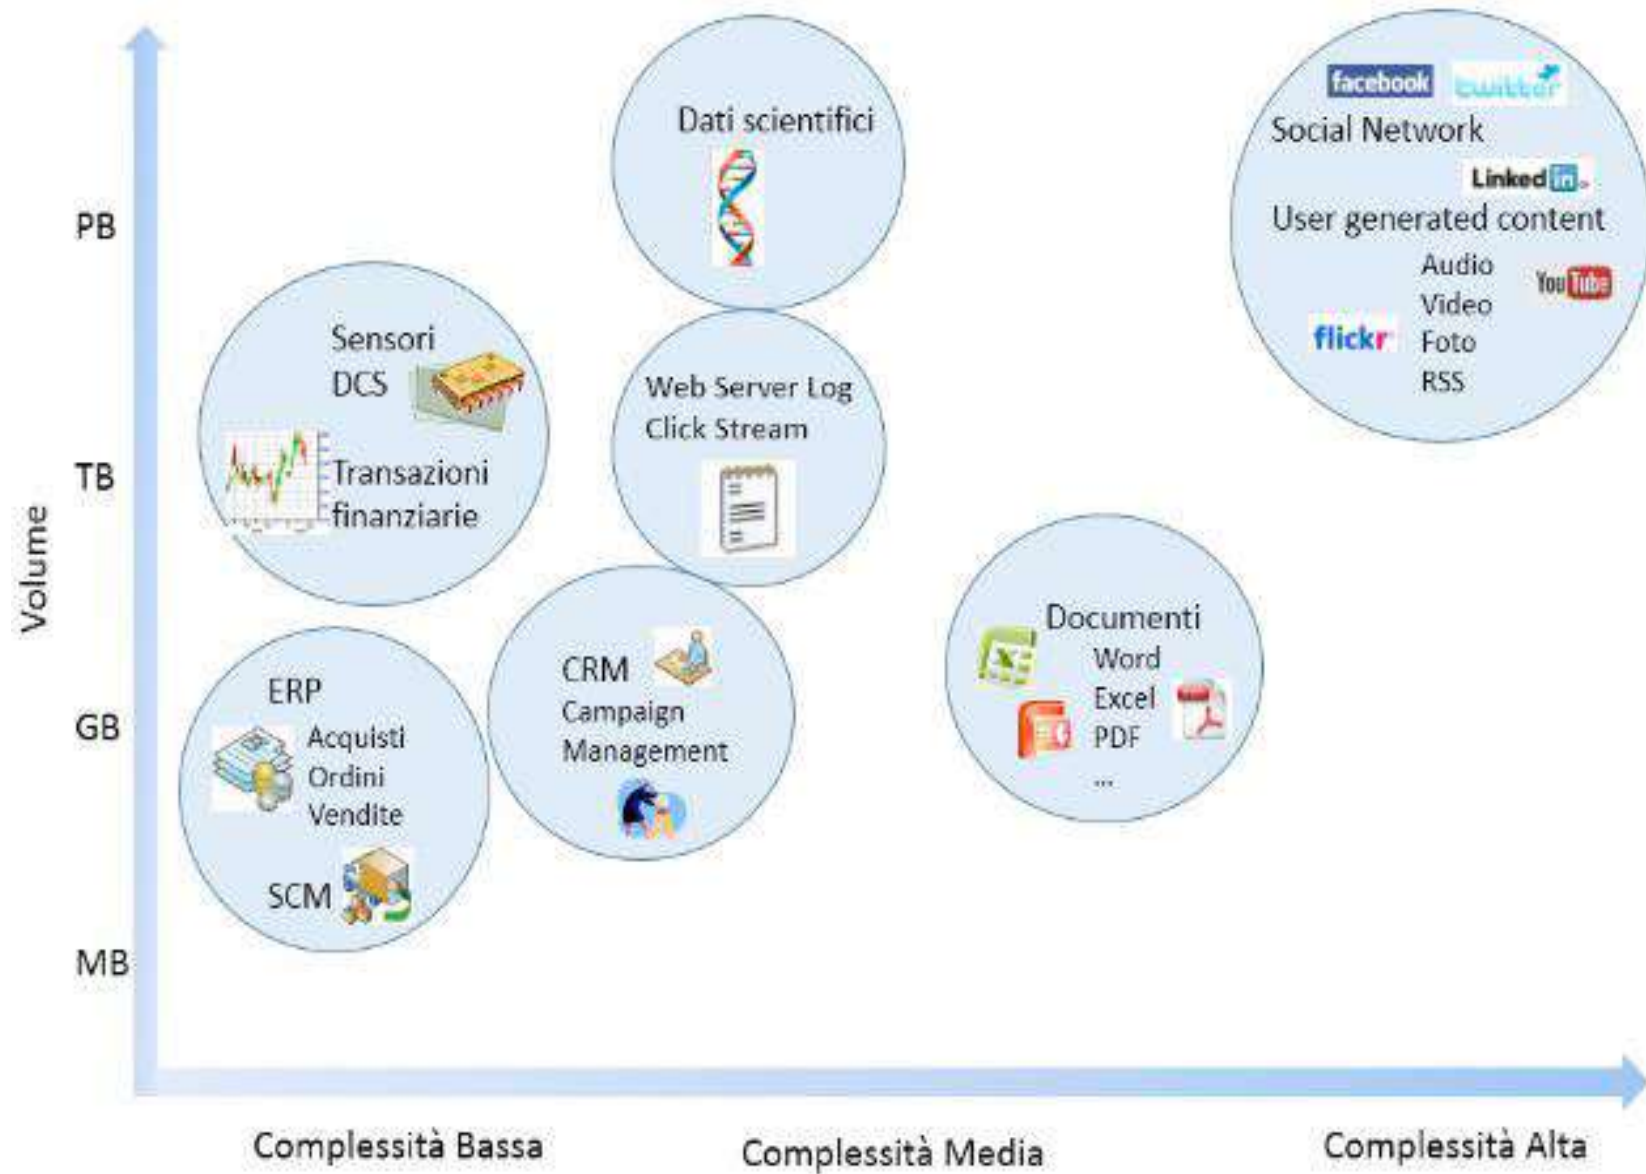 Volume
PB
TB
GB
MB
Dati scientifici
facebook
twitter
Social Network
Linked in
User generated content
Audio
Video
Foto
RSS
YouTube
flickr
Sensori
DCS
Transazioni
finanziarie
Web Server Log
Click Stream
ERP
Acquisti
Ordini
Vendite
SCM
CRM
Campaign
Management
Documenti
Word
Excel
PDF
...
Complessità Bassa
Complessità Media
Complessità Alta